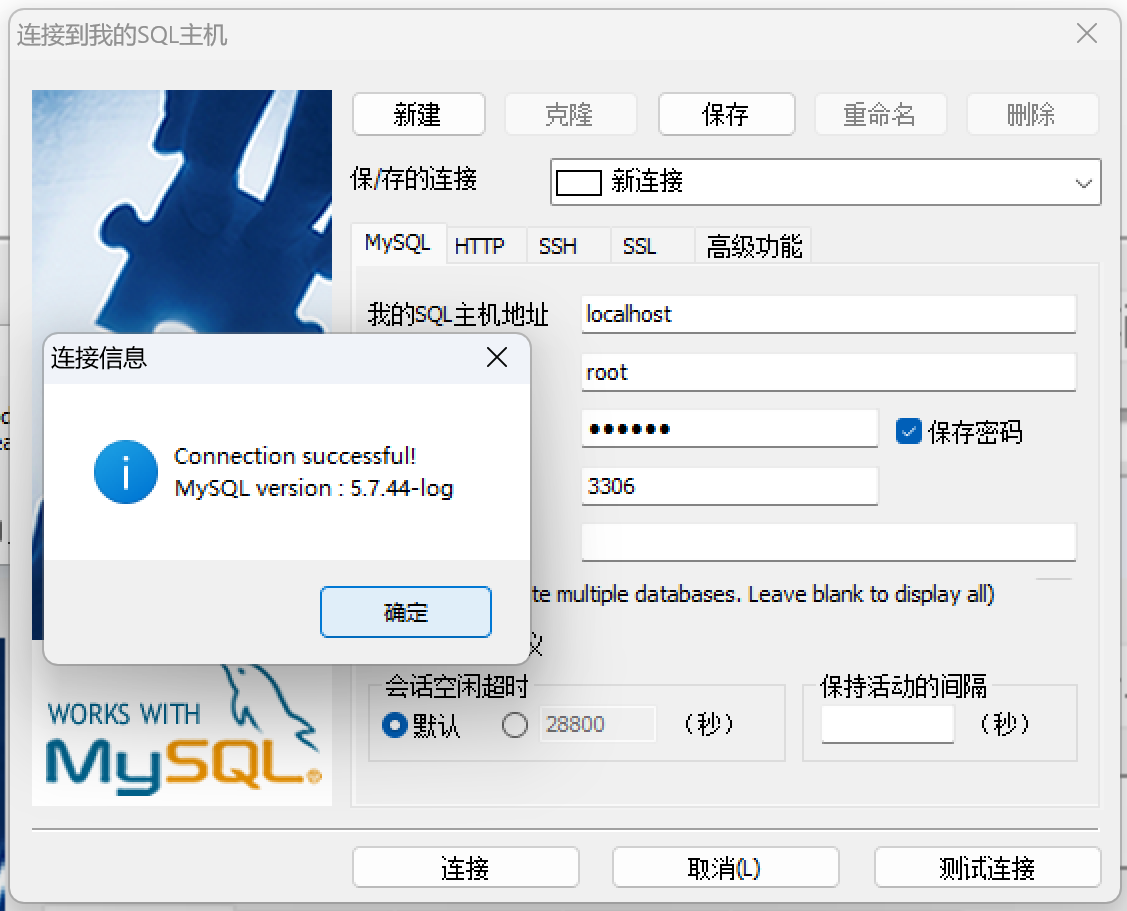 连接到我的SQL主机
新建
克隆
保存
重命名
删除
保/存的连接
新连接
MySQL
HTTP
SSH
SSL
高级功能
我的SQL主机地址
localhost
root
●●●●●●
保存密码
3306
te multiple databases. Leave blank to display all)
连接信息
Connection successful!
MySQL version : 5.7.44-log
确定
会话空闲超时
默认
28800
(秒)
保持活动的间隔
(秒)
WORKS WITH
MySQL®
连接
取消(L)
测试连接